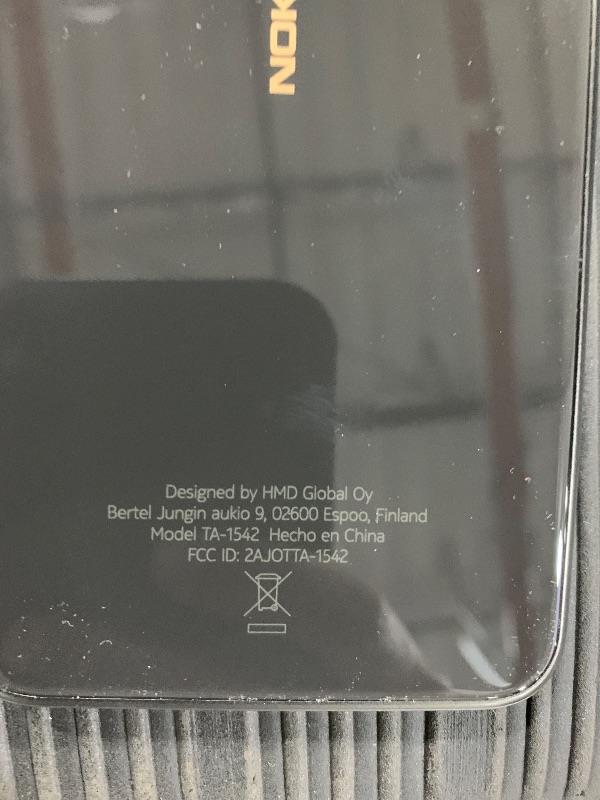 NOK
Designed by HMD Global Oy
Bertel Jungin aukio 9, 02600 Espoo, Finland
Model TA-1542 Hecho en China
FCC ID: 2AJOTTA-1542